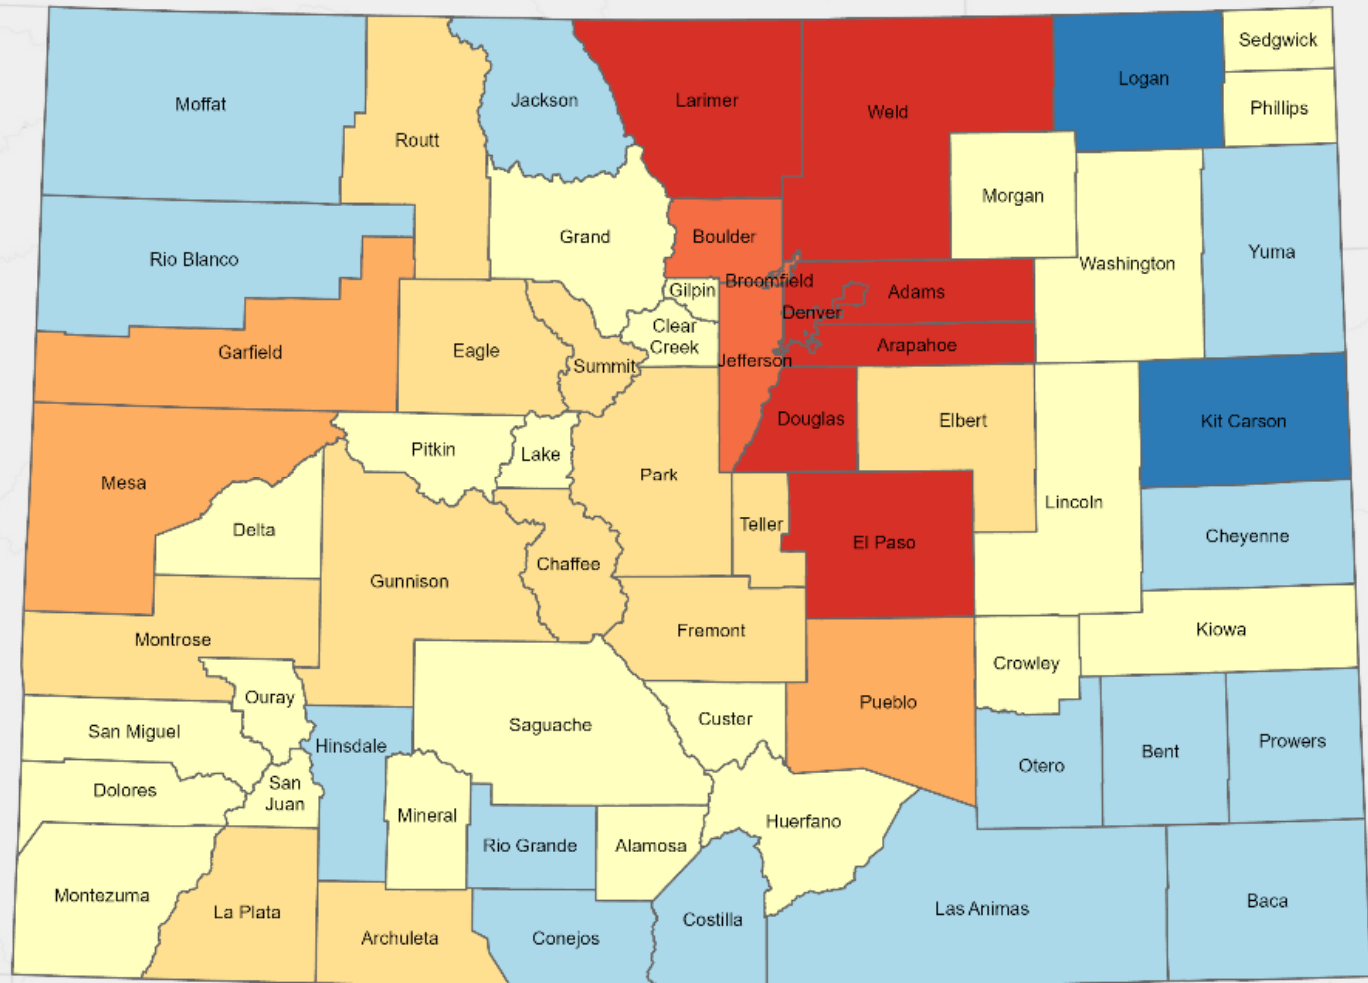 Sedgwick
Logan
Moffat
Jackson
Larimer
Phillips
Weld
Routt
Morgan
Grand
Boulder
Yuma
Rio Blanco
Washington
Broomfield
Gilpin
Adams
Denver
Clear
Creek
Arapahoe
Garfield
Eagle
Summit
Jefferson
Douglas
Elbert
Kit Carson
Pitkin
Lake
Park
Mesa
Lincoln
Teller
Delta
Cheyenne
El Paso
Chaffee
Gunnison
Fremont
Kiowa
Montrose
Crowley
Ouray
Pueblo
Custer
Saguache
San Miguel
Prowers
Hinsdale
Bent
Otero
San
Juan
Dolores
Mineral
Huerfano
Rio Grande
Alamosa
Montezuma
Baca
Las Animas
La Plata
Costilla
Archuleta
Conejos